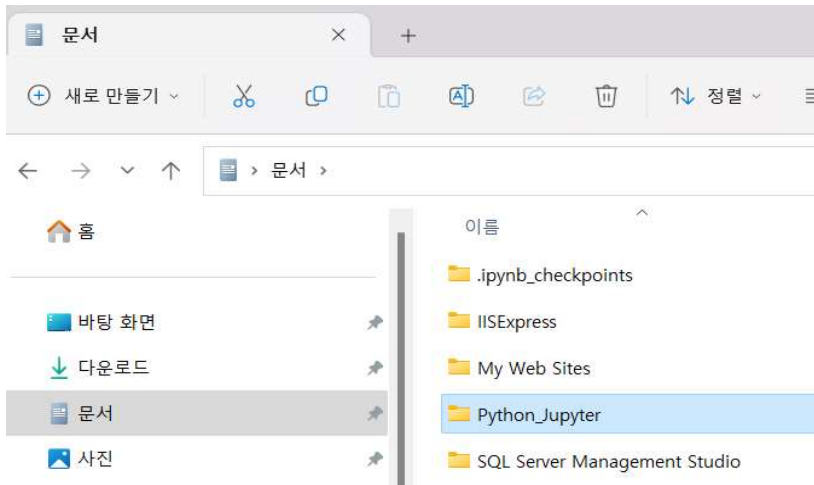 문서
새로 만들기
정렬
문서
홈
바탕 화면
다운로드
문서
사진
이름
.ipynb_checkpoints
IISExpress
My Web Sites
Python_Jupyter
SQL Server Management Studio